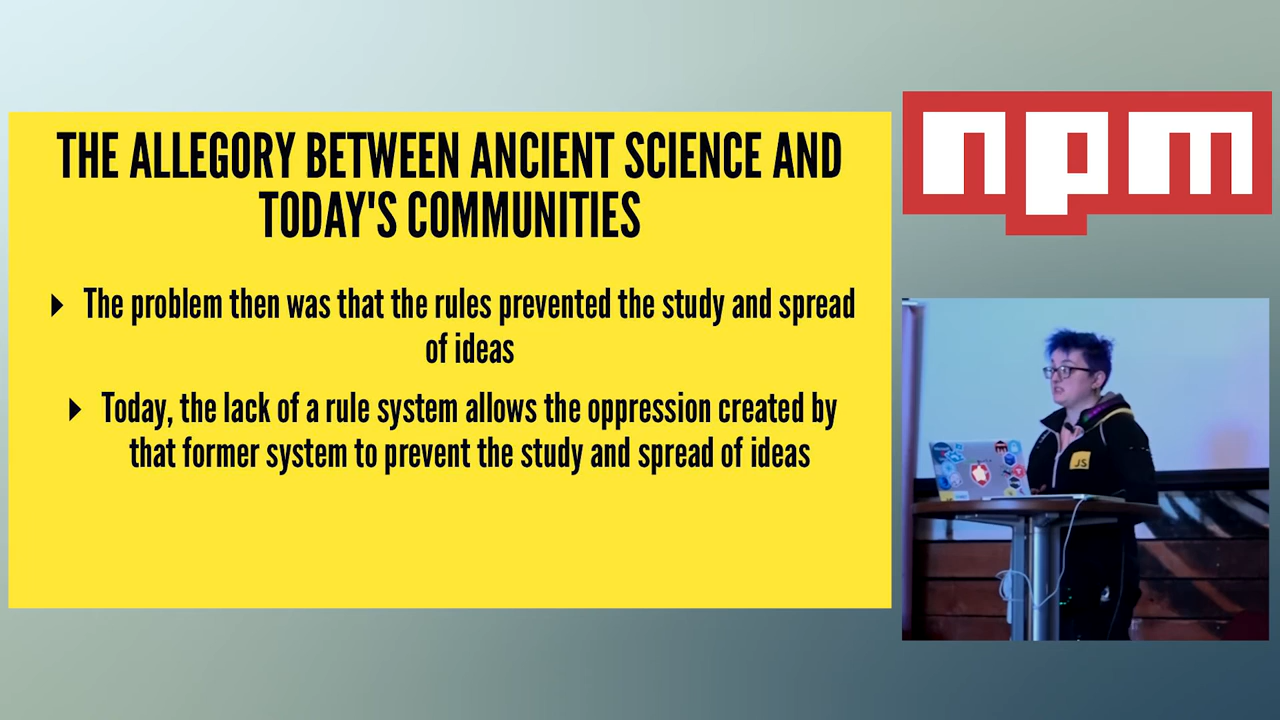 THE ALLEGORY BETWEEN ANCIENT SCIENCE AND
TODAY'S COMMUNITIES
The problem then was that the rules prevented the study and spread
of ideas
Today, the lack of a rule system allows the oppression created by
that former system to prevent the study and spread of ideas
npm
JS